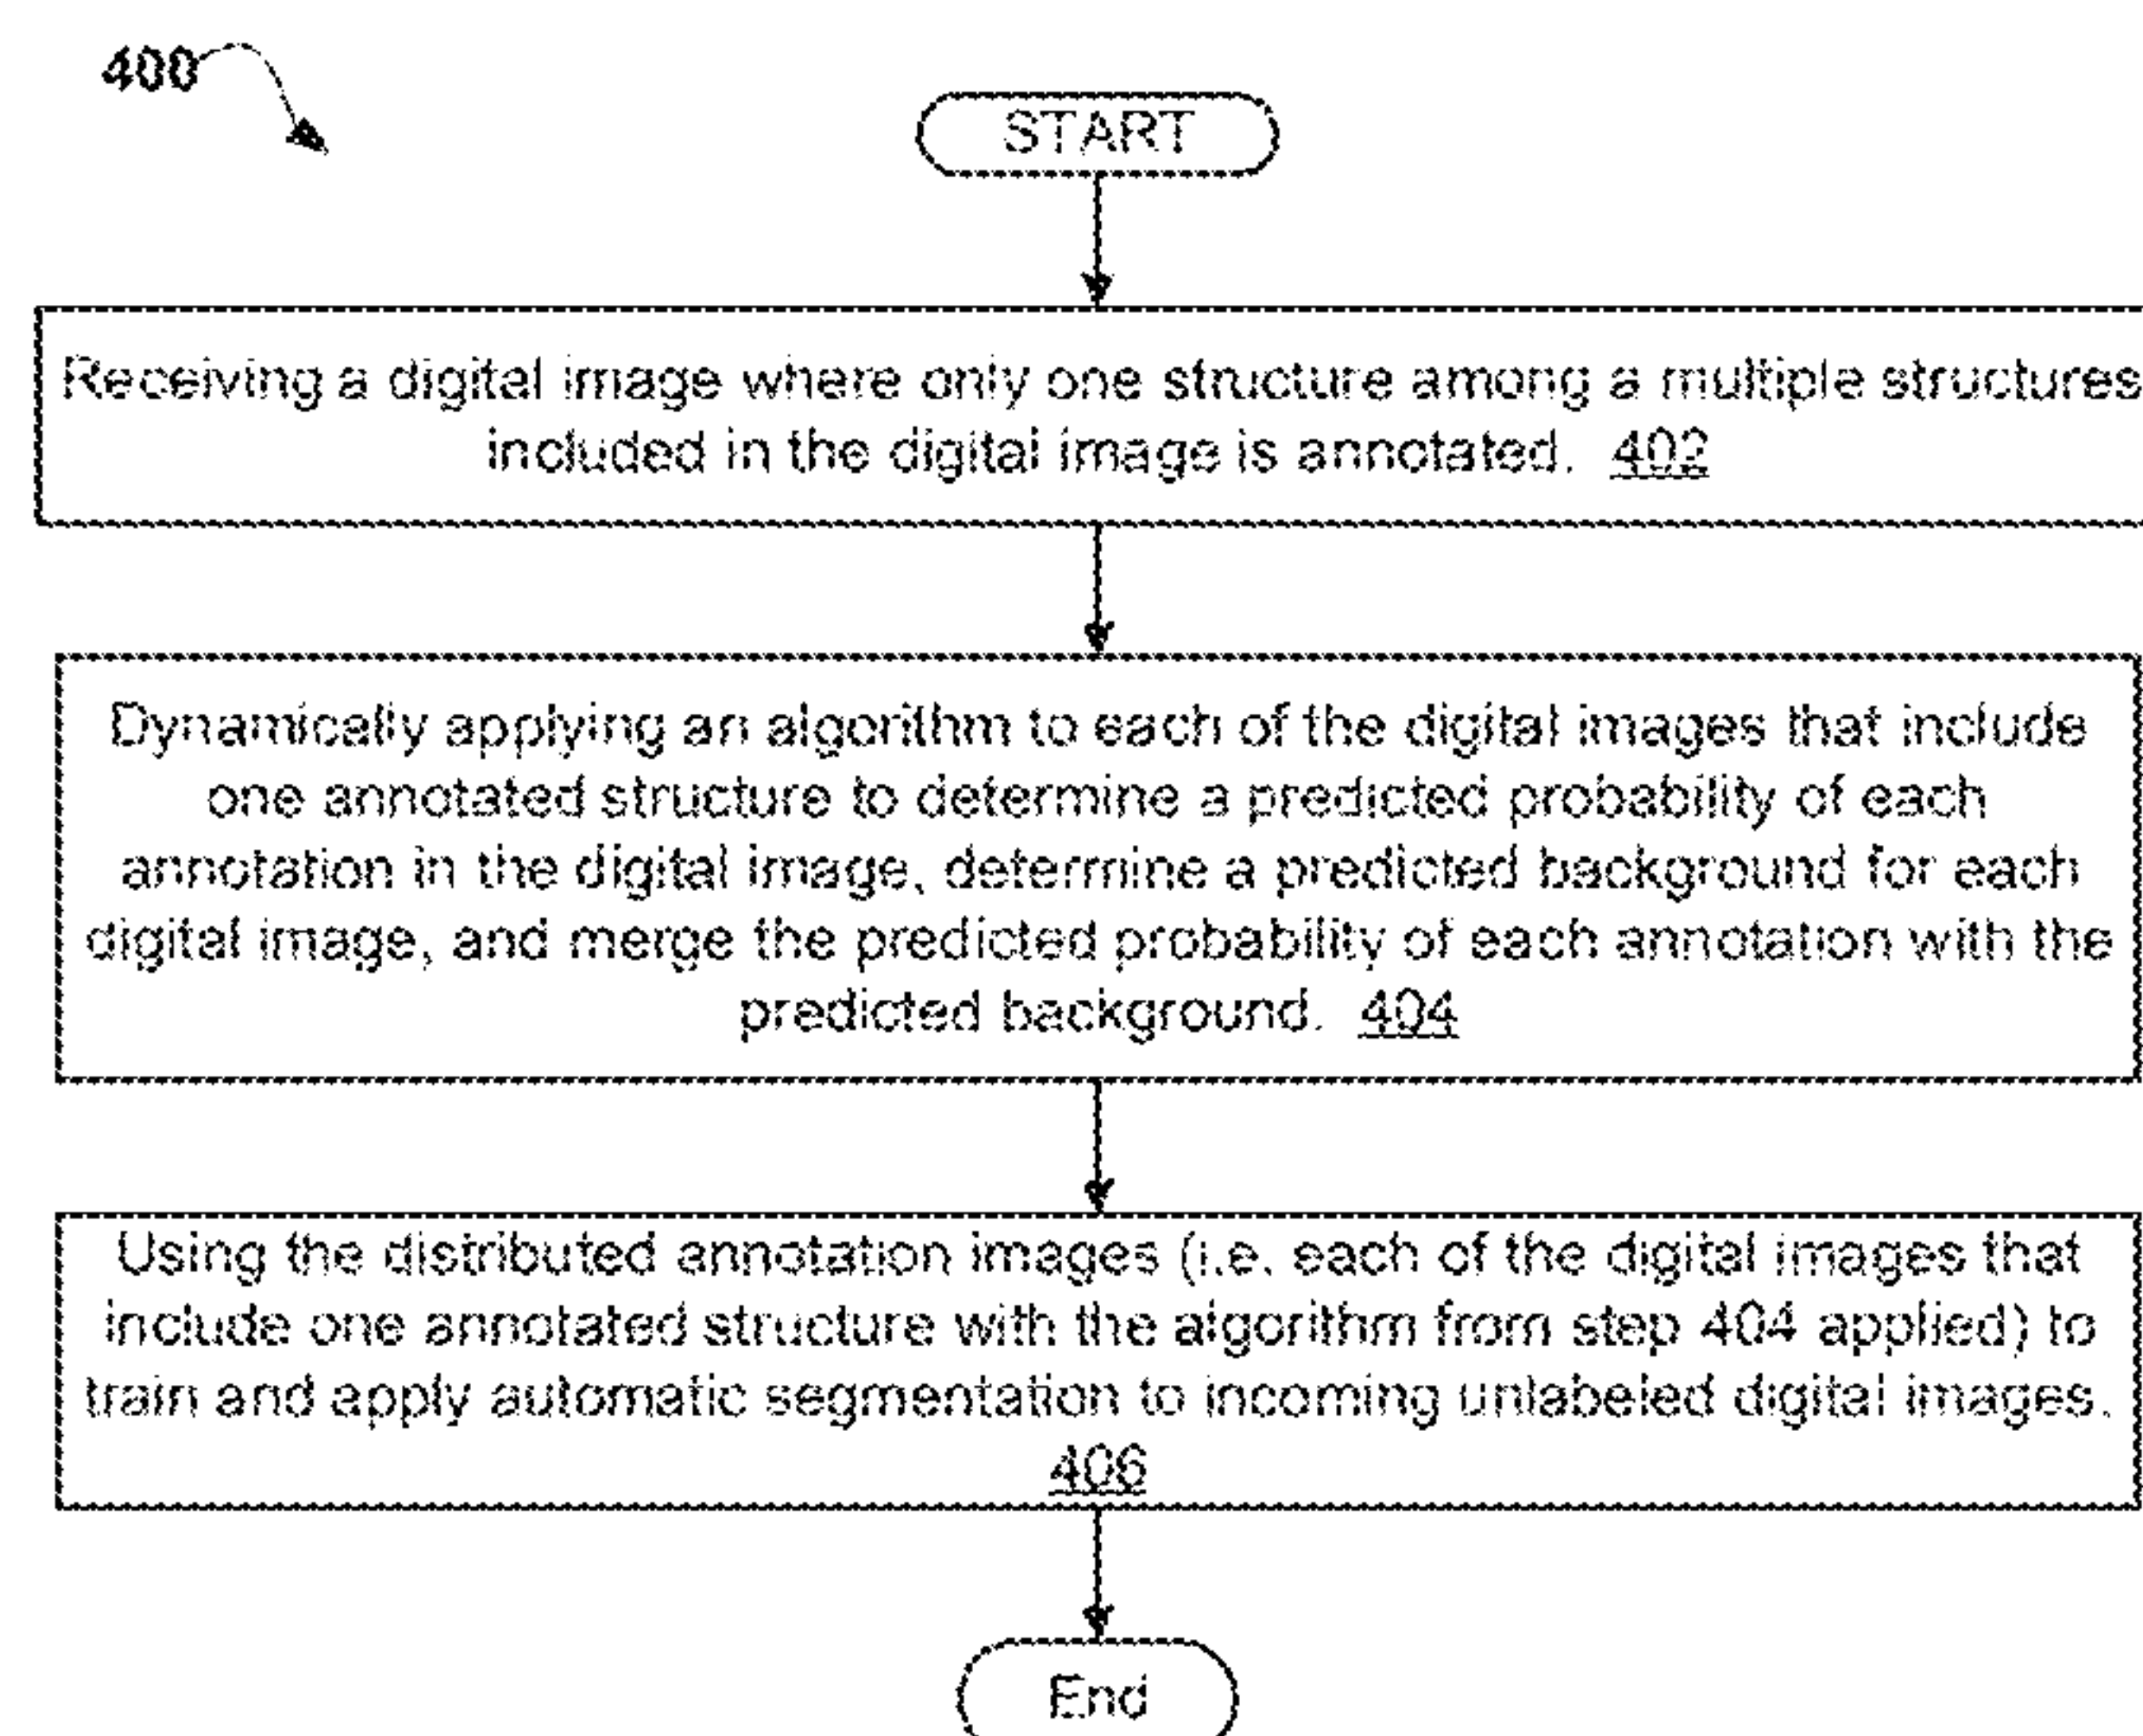 400
START
Receiving a digital image where only one structure among a multiple structures
included in the digital image is annotated. 402
Dynamically applying an algorithm to each of the digital images that include
one annotated structure to determine a predicted probability of each
annotation in the digital image, determine a predicted background for each
digital image, and merge the predicted probability of each annotation with the
predicted background. 404
Using the distributed annotation images (i.e. each of the digital images that
include one annotated structure with the algorithm from step 404 applied) to
train and apply automatic segmentation to incoming unlabeled digital images.
406
End